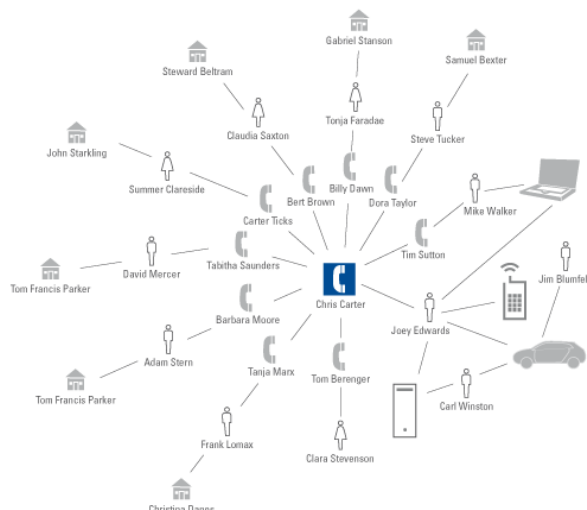 Gabriel Stanson
Samuel Bexter
Steward Beltram
Tonja Faradae
Steve Tucker
Claudia Saxton
John Starkling
Summer Clareside
Bert Brown
Billy Dawn
Dora Taylor
Mike Walker
Carter Ticks
Tim Sutton
Tabitha Saunders
David Mercer
Jim Blumfel
Tom Francis Parker
Chris Carter
Barbara Moore
Joey Edwards
Adam Stern
Tanja Marx
Tom Berenger
Tom Francis Parker
Carl Winston
Frank Lomax
Clara Stevenson
Christina